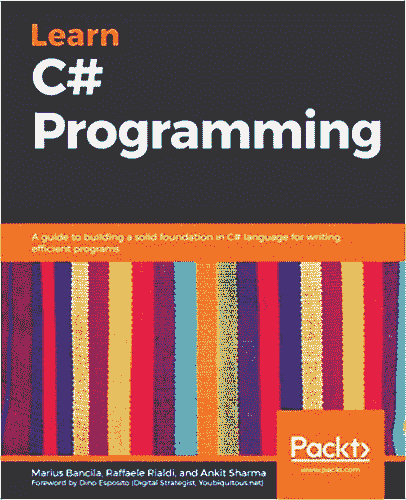 Learn
C#
Programming
A guide to building a solid foundation in C# language for writing
efficient programs
Packt>
www.packt.com
Marius Bancila, Raffaele Rialdi, and Ankit Sharma
Foreword by Dino Esposito (Digital Strategist, Youbiquitous.net)